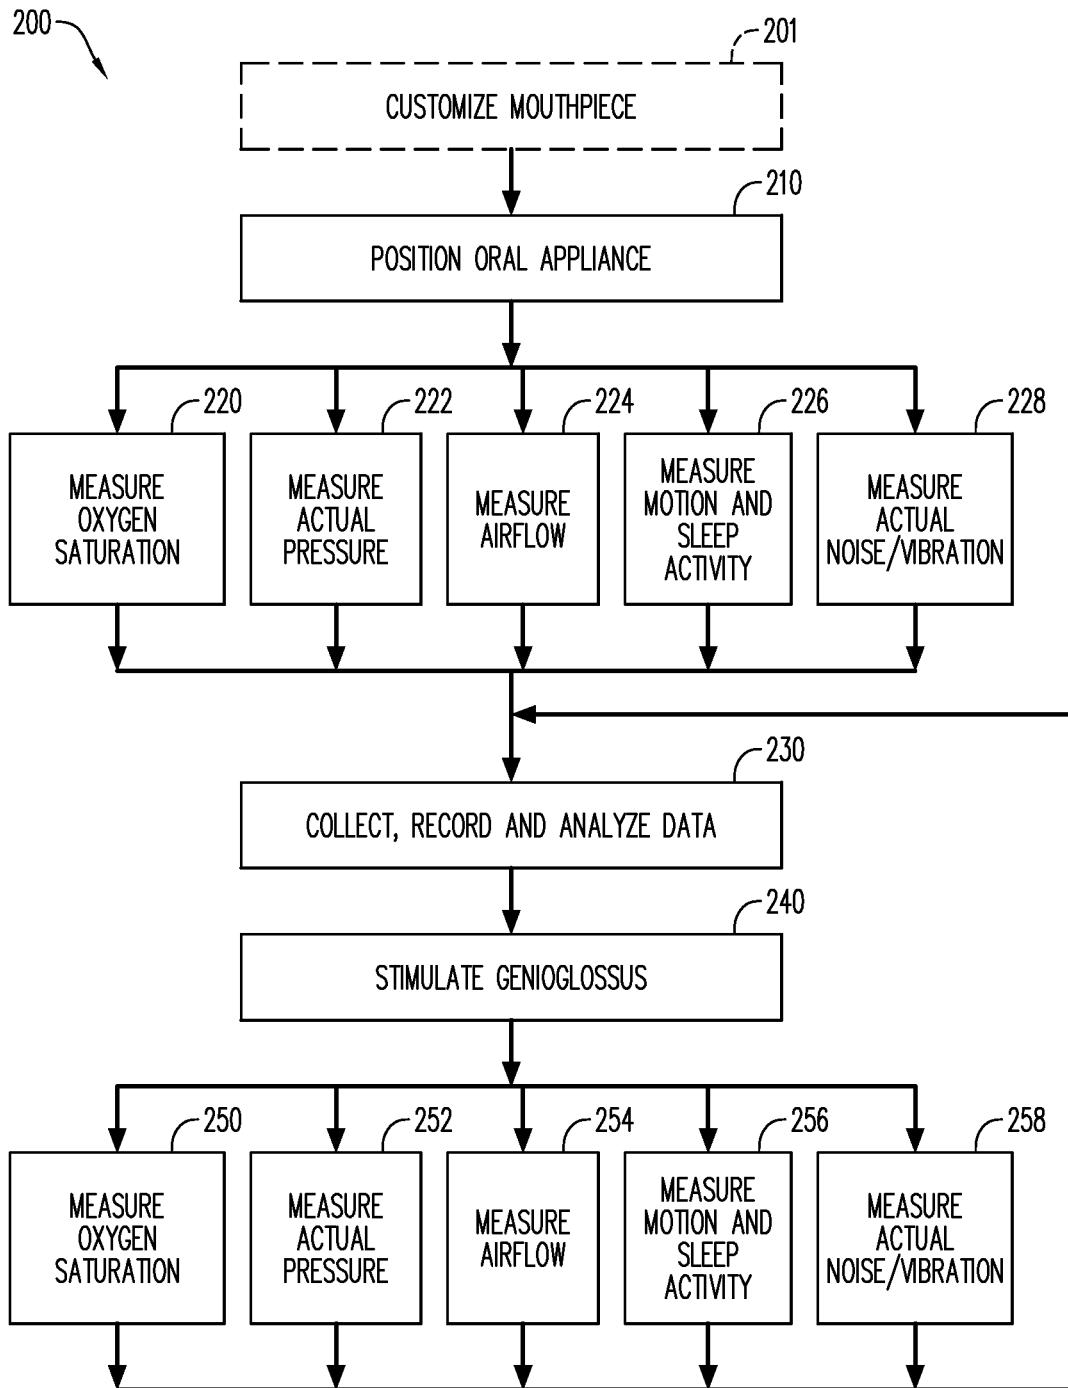 200
201
CUSTOMIZE MOUTHPIECE
210
POSITION ORAL APPLIANCE
220
MEASURE
OXYGEN
SATURATION
222
MEASURE
ACTUAL
PRESSURE
224
MEASURE
AIRFLOW
226
MEASURE
MOTION AND
SLEEP
ACTIVITY
228
MEASURE
ACTUAL
NOISE/VIBRATION
230
COLLECT, RECORD AND ANALYZE DATA
240
STIMULATE GENIOGLOSSUS
250
MEASURE
OXYGEN
SATURATION
252
MEASURE
ACTUAL
PRESSURE
254
MEASURE
AIRFLOW
256
MEASURE
MOTION AND
SLEEP
ACTIVITY
258
MEASURE
ACTUAL
NOISE/VIBRATION